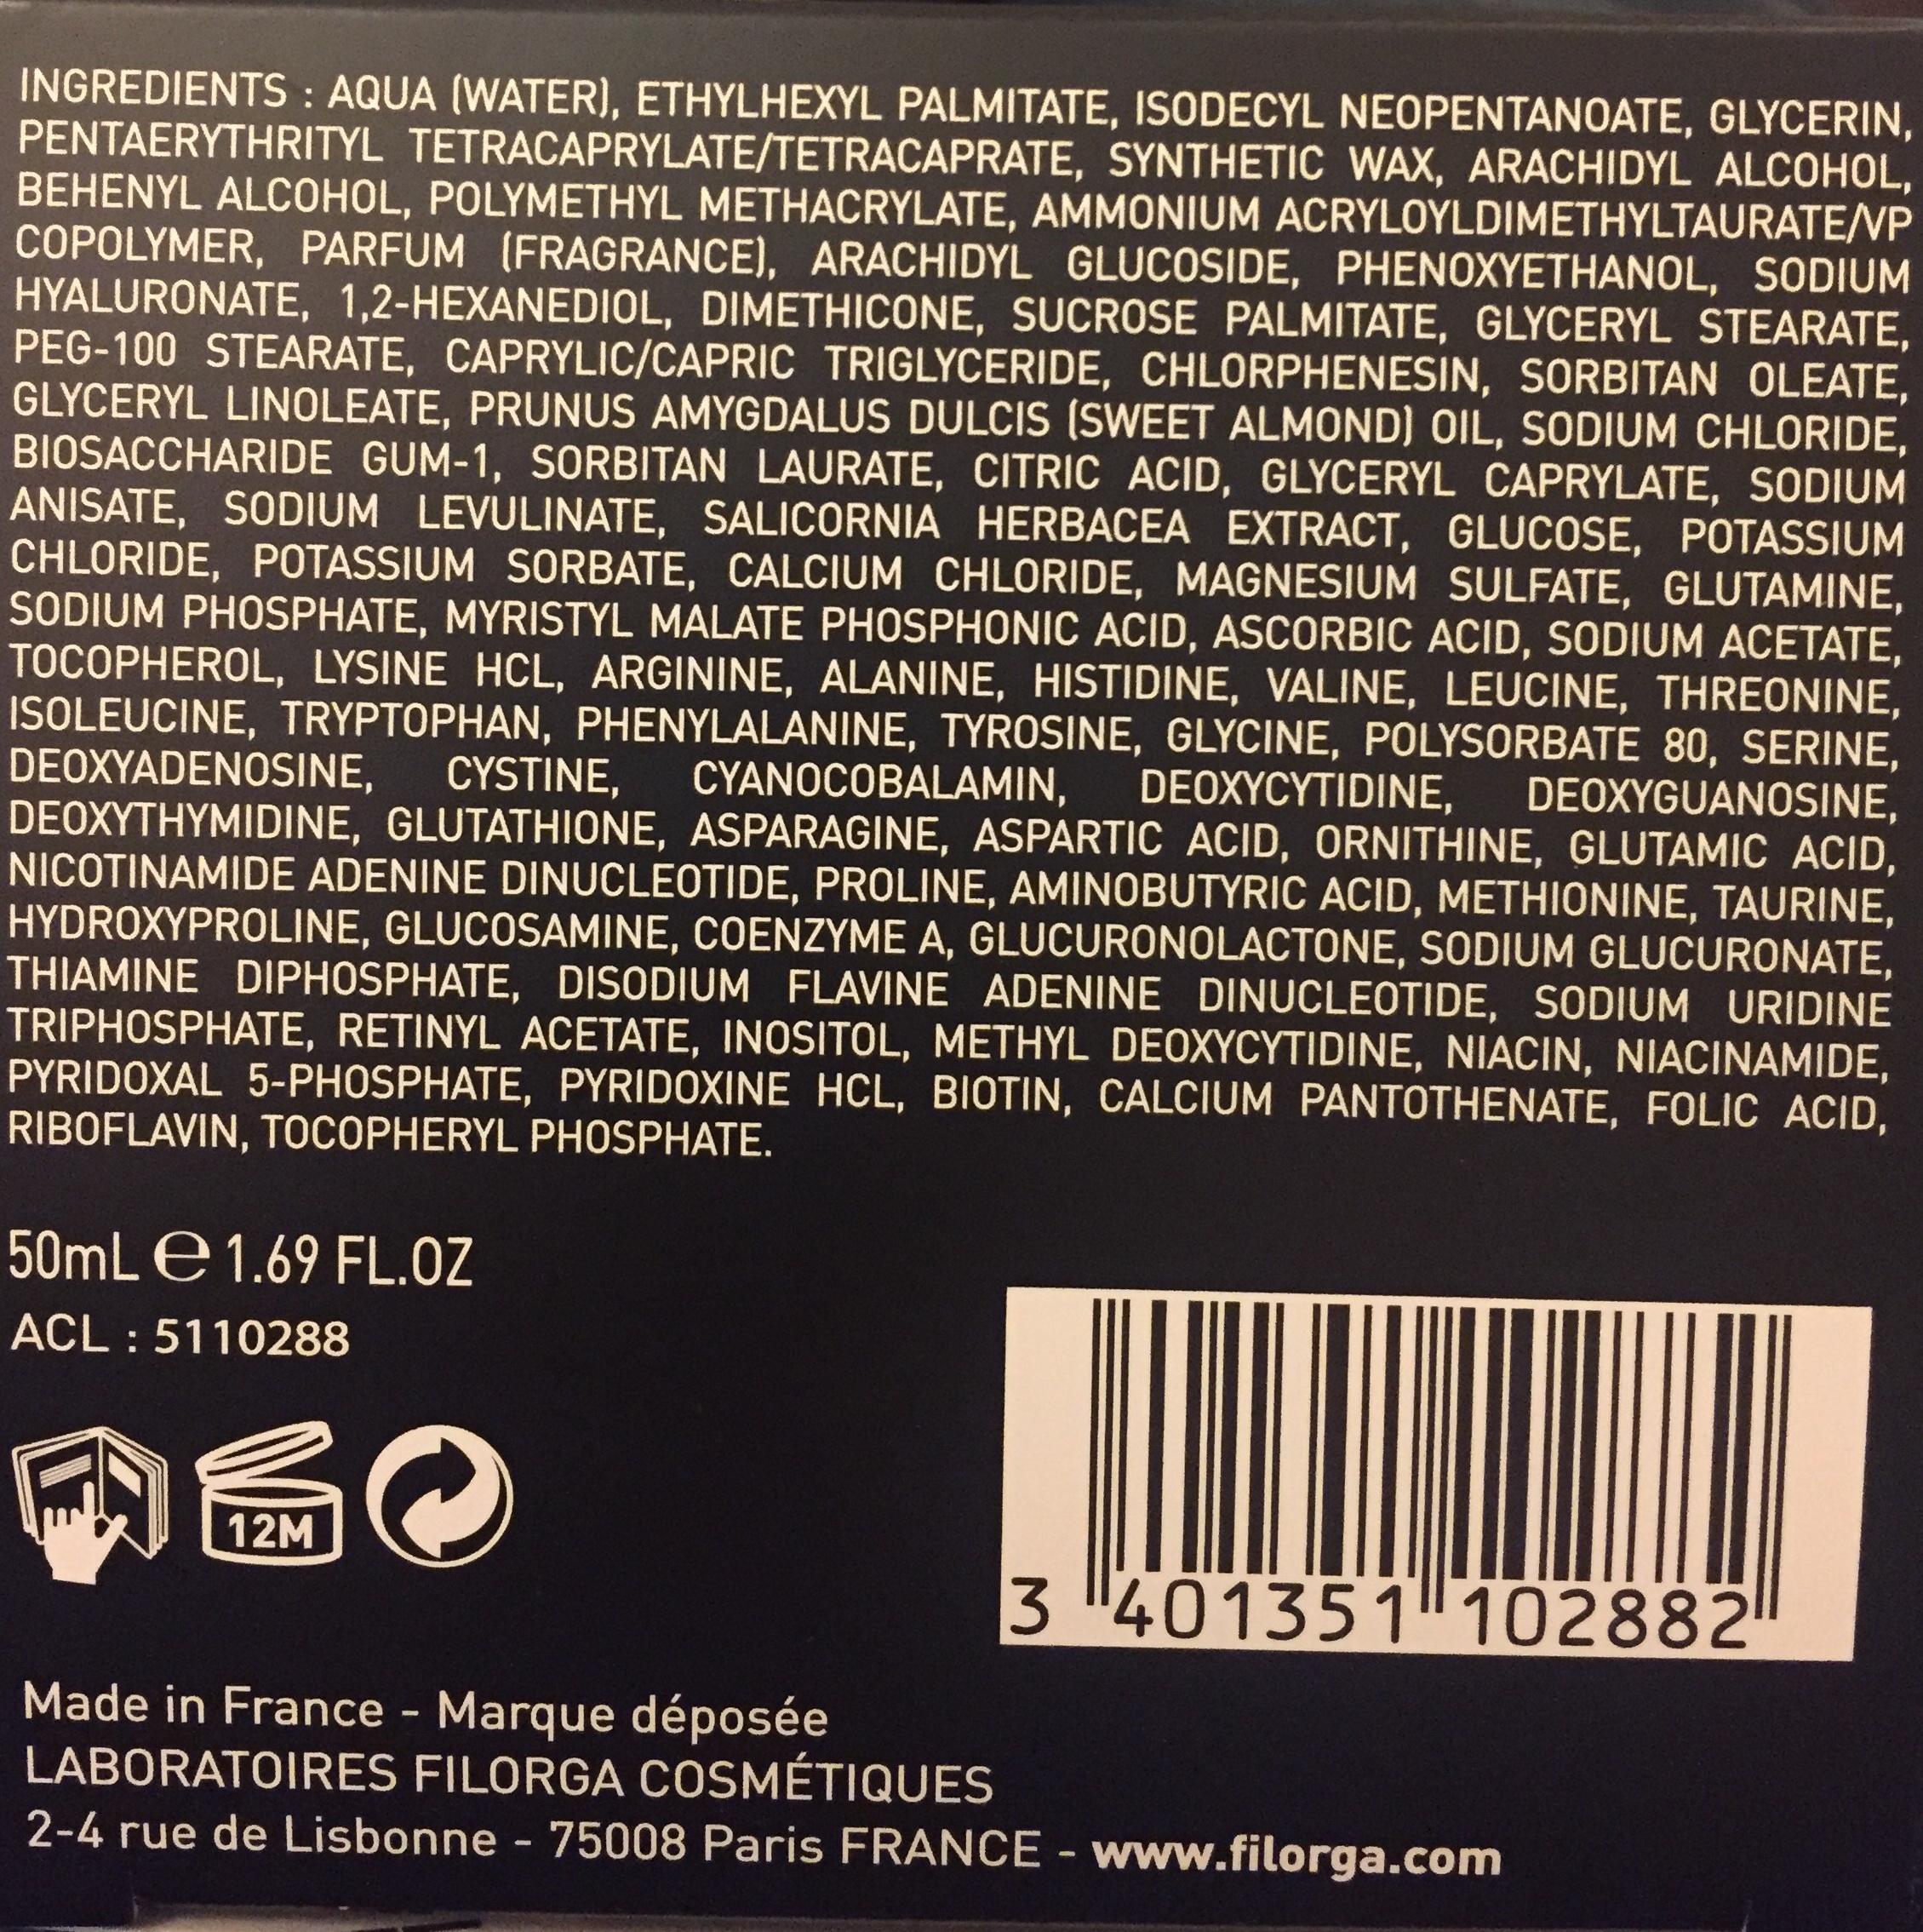 INGREDIENTS : AQUA (WATER), ETHYLHEXYL PALMITATE, ISODECYL NEOPENTANOATE, GLYCERIN,
PENTAERYTHRITYL TETRACAPRYLATE/TETRACAPRATE, SYNTHETIC WAX, ARACHIDYL ALCOHOL,
BEHENYL ALCOHOL, POLYMETHYL METHACRYLATE, AMMONIUM ACRYLOYLDIMETHYLTAURATE/VP
COPOLYMER, PARFUM (FRAGRANCE), ARACHIDYL GLUCOSIDE, PHENOXYETHANOL, SODIUM
HYALURONATE, 1,2-HEXANEDIOL, DIMETHICONE, SUCROSE PALMITATE, GLYCERYL STEARATE,
PEG-100 STEARATE, CAPRYLIC/CAPRIC TRIGLYCERIDE, CHLORPHENESIN, SORBITAN OLEATE,
GLYCERYL LINOLEATE, PRUNUS AMYGDALUS DULCIS (SWEET ALMOND) OIL, SODIUM CHLORIDE,
BIOSACCHARIDE GUM-1, SORBITAN LAURATE, CITRIC ACID, GLYCERYL CAPRYLATE, SODIUM
ANISATE, SODIUM LEVULINATE, SALICORNIA HERBACEA EXTRACT, GLUCOSE, POTASSIUM
CHLORIDE, POTASSIUM SORBATE, CALCIUM CHLORIDE, MAGNESIUM SULFATE, GLUTAMINE,
SODIUM PHOSPHATE, MYRISTYL MALATE PHOSPHONIC ACID, ASCORBIC ACID, SODIUM ACETATE,
TOCOPHEROL, LYSINE HCL, ARGININE, ALANINE, HISTIDINE, VALINE, LEUCINE, THREONINE,
ISOLEUCINE, TRYPTOPHAN, PHENYLALANINE, TYROSINE, GLYCINE, POLYSORBATE 80, SERINE,
DEOXYADENOSINE, CYSTINE, CYANOCOBALAMIN, DEOXYCYTIDINE, DEOXYGUANOSINE,
DEOXYTHYMIDINE, GLUTATHIONE, ASPARAGINE, ASPARTIC ACID, ORNITHINE, GLUTAMIC ACID,
NICOTINAMIDE ADENINE DINUCLEOTIDE, PROLINE, AMINOBUTYRIC ACID, METHIONINE, TAURINE,
HYDROXYPROLINE, GLUCOSAMINE, COENZYME A, GLUCURONOLACTONE, SODIUM GLUCURONATE,
THIAMINE DIPHOSPHATE, DISODIUM FLAVINE ADENINE DINUCLEOTIDE, SODIUM URIDINE
TRIPHOSPHATE, RETINYL ACETATE, INOSITOL, METHYL DEOXYCYTIDINE, NIACIN, NIACINAMIDE,
PYRIDOXAL 5-PHOSPHATE, PYRIDOXINE HCL, BIOTIN, CALCIUM PANTOTHENATE, FOLIC ACID,
RIBOFLAVIN, TOCOPHERYL PHOSPHATE.
50mL ℮ 1.69 FL.OZ
ACL : 5110288
12M
3 401351 102882
Made in France - Marque déposée
LABORATOIRES FILORGA COSMÉTIQUES
2-4 rue de Lisbonne - 75008 Paris FRANCE - www.filorga.com